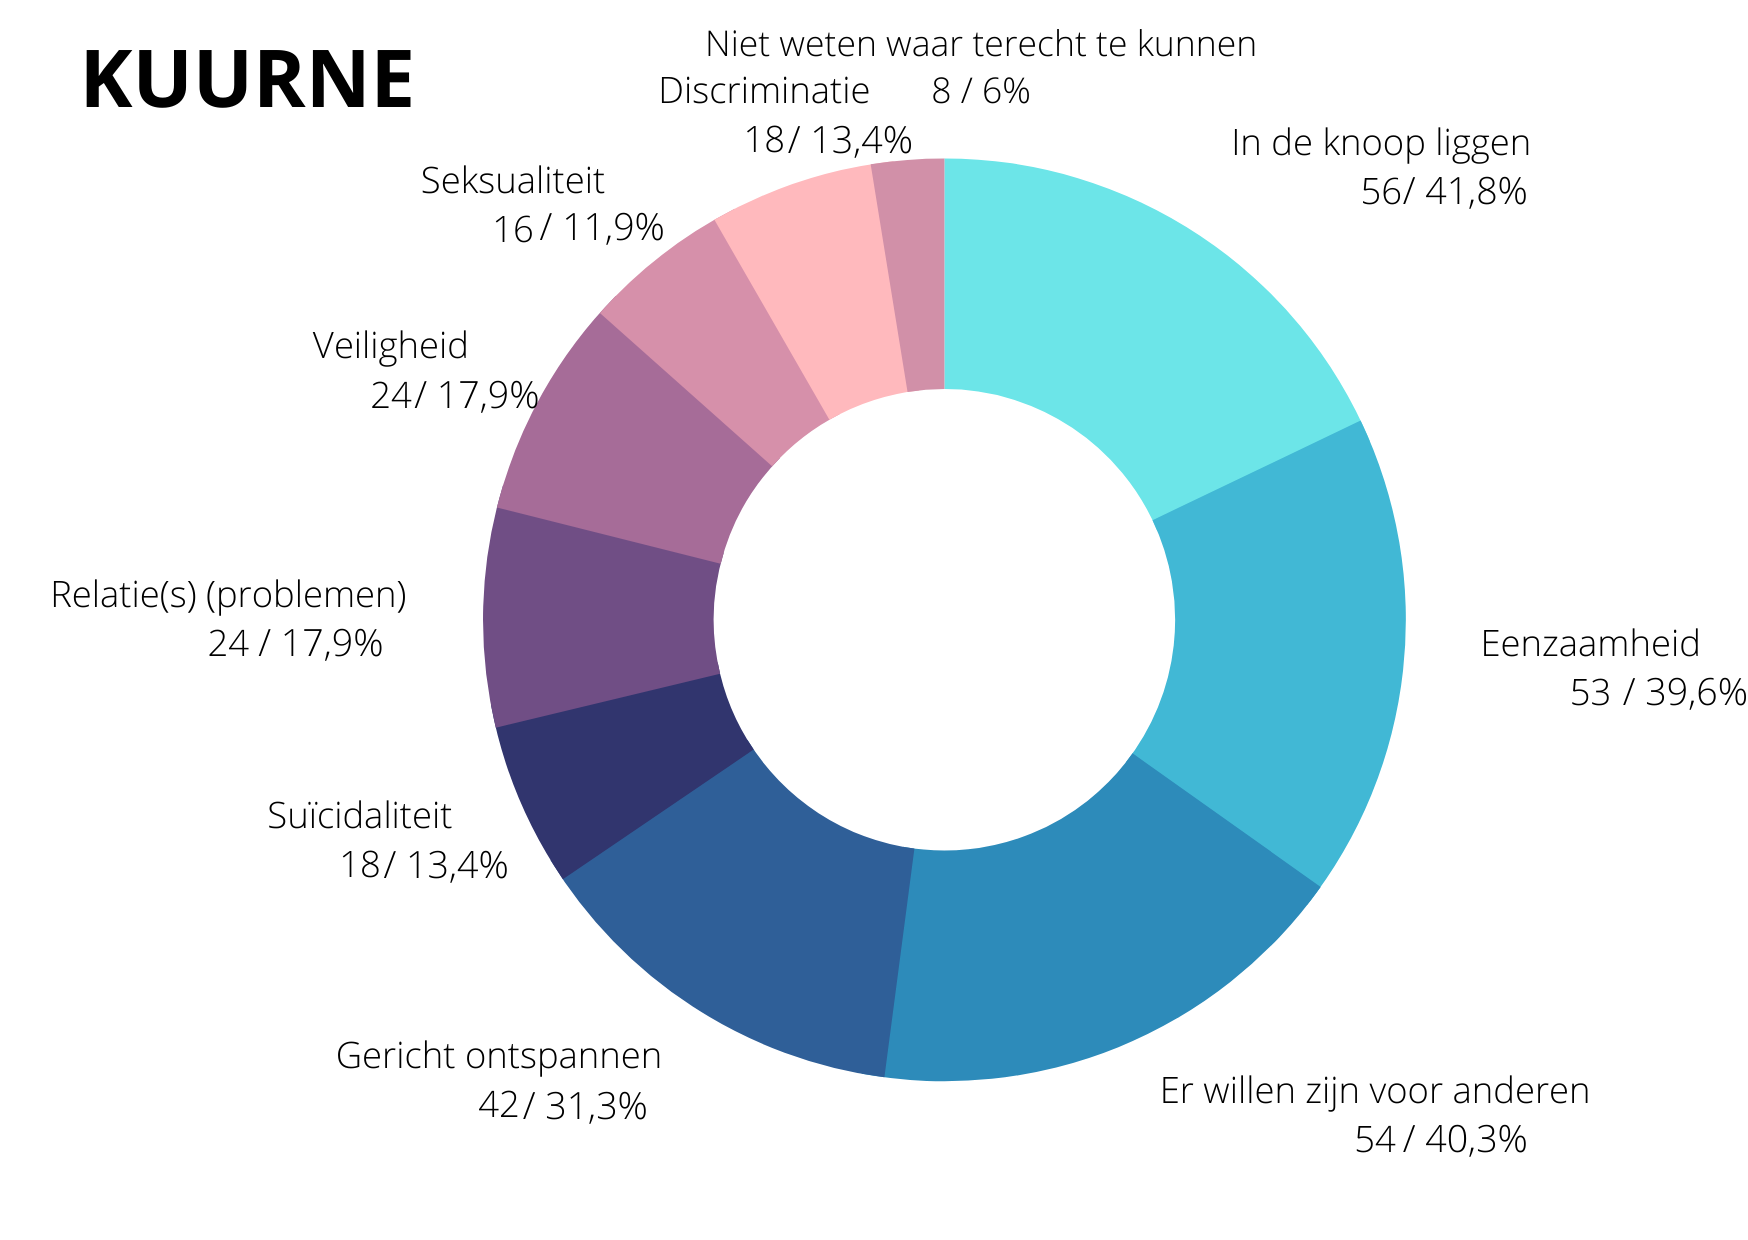 KUURNE
Niet weten waar terecht te kunnen
8 / 6%
Discriminatie
18/ 13,4%
In de knoop liggen
56/ 41,8%
Seksualiteit
16/ 11,9%
Veiligheid
24/ 17,9%
Relatie(s) (problemen)
24 / 17,9%
Eenzaamheid
53 / 39,6%
Suïcidaliteit
18/ 13,4%
Gericht ontspannen
42/ 31,3%
Er willen zijn voor anderen
54 / 40,3%